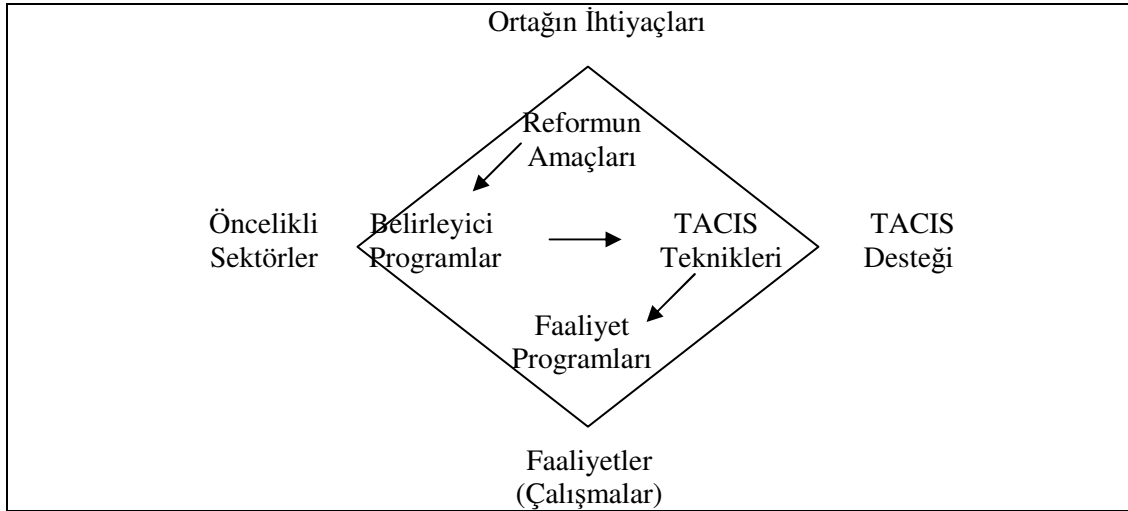 Ortağın İhtiyaçları
Reformun
Amaçları
Öncelikli
Sektörler
Belirleyici
Programlar
TACIS
Teknikleri
TACIS
Desteği
Faaliyet
Programları
Faaliyetler
(Çalışmalar)